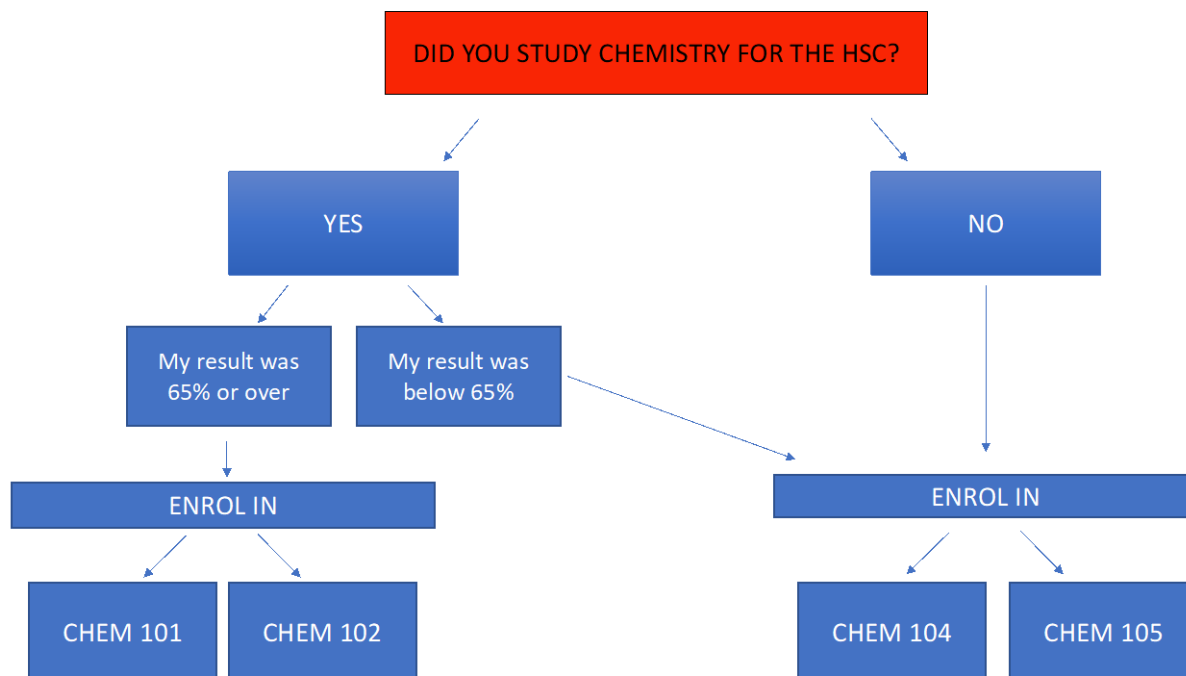 DID YOU STUDY CHEMISTRY FOR THE HSC?
YES
NO
My result was
65% or over
My result was
below 65%
ENROL IN
ENROL IN
CHEM 101
CHEM 102
CHEM 104
CHEM 105